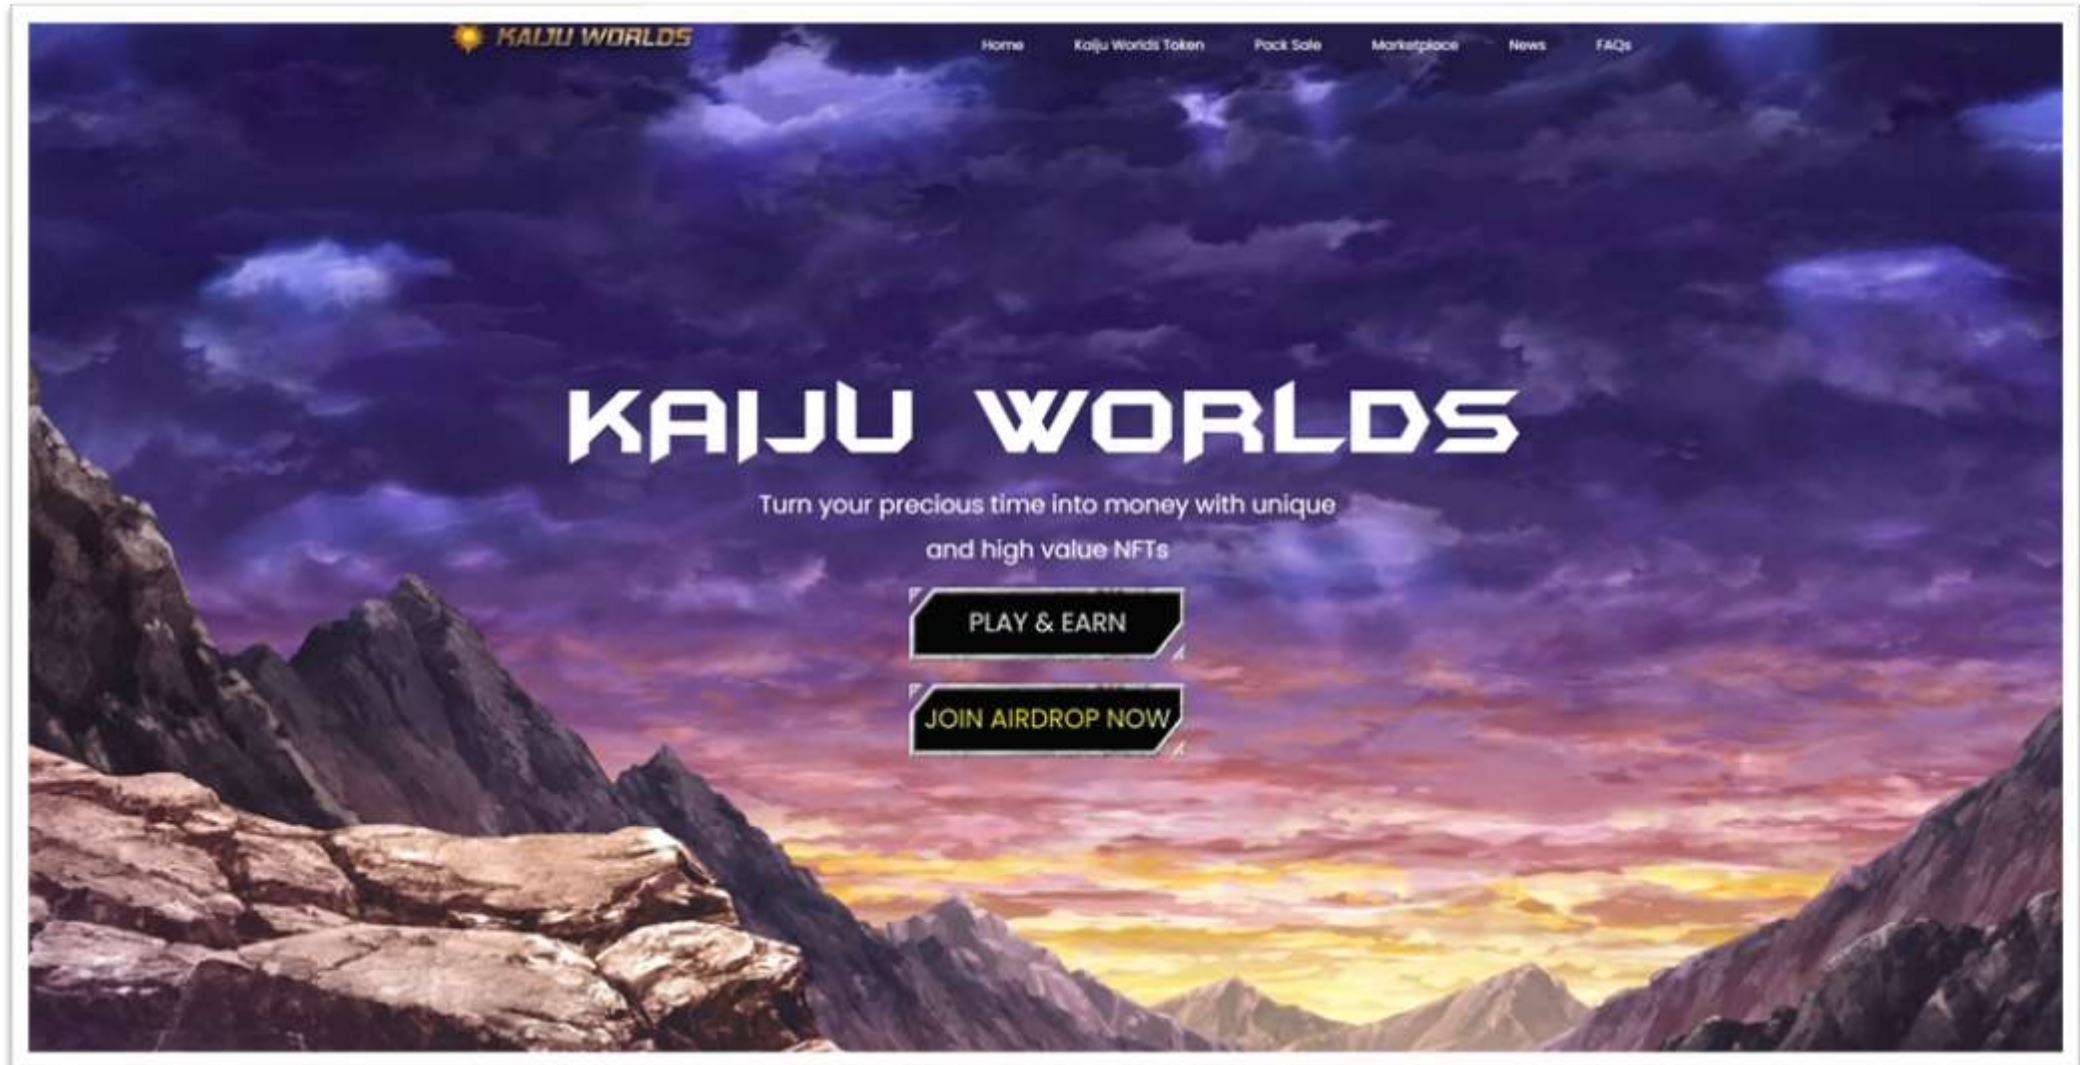 KAIJU WORLDS
Home Kaiju Worlds Token Pack Sale Marketplace News FAQs
KAIJU WORLDS
Turn your precious time into money with unique
and high value NFTs
PLAY & EARN
JOIN AIRDROP NOW